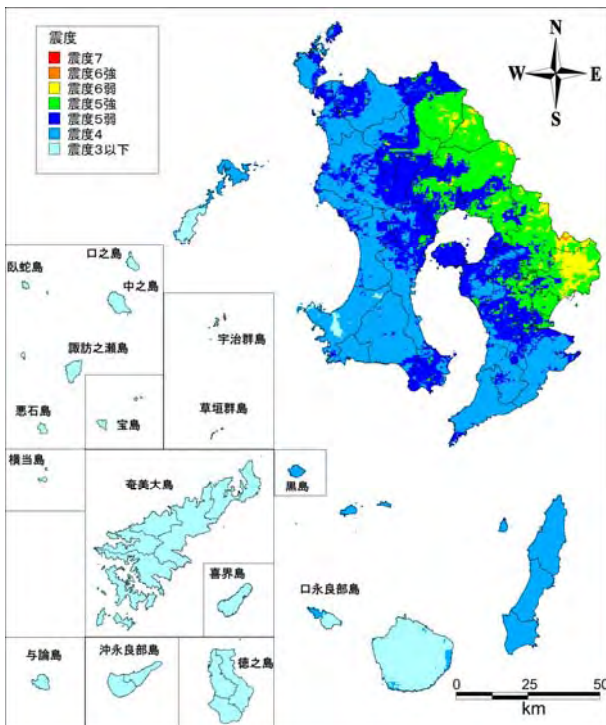 震度
震度7
震度6強
震度6弱
震度5強
震度5弱
震度4
震度3以下
N
W E
S
口之島
臥蛇島
中之島
宇治群島
諏訪之瀬島
草垣群島
悪石島
宝島
横当島
奄美大島
黒島
喜界島
口永良部島
与論島
沖永良部島
徳之島
0 25 50
km